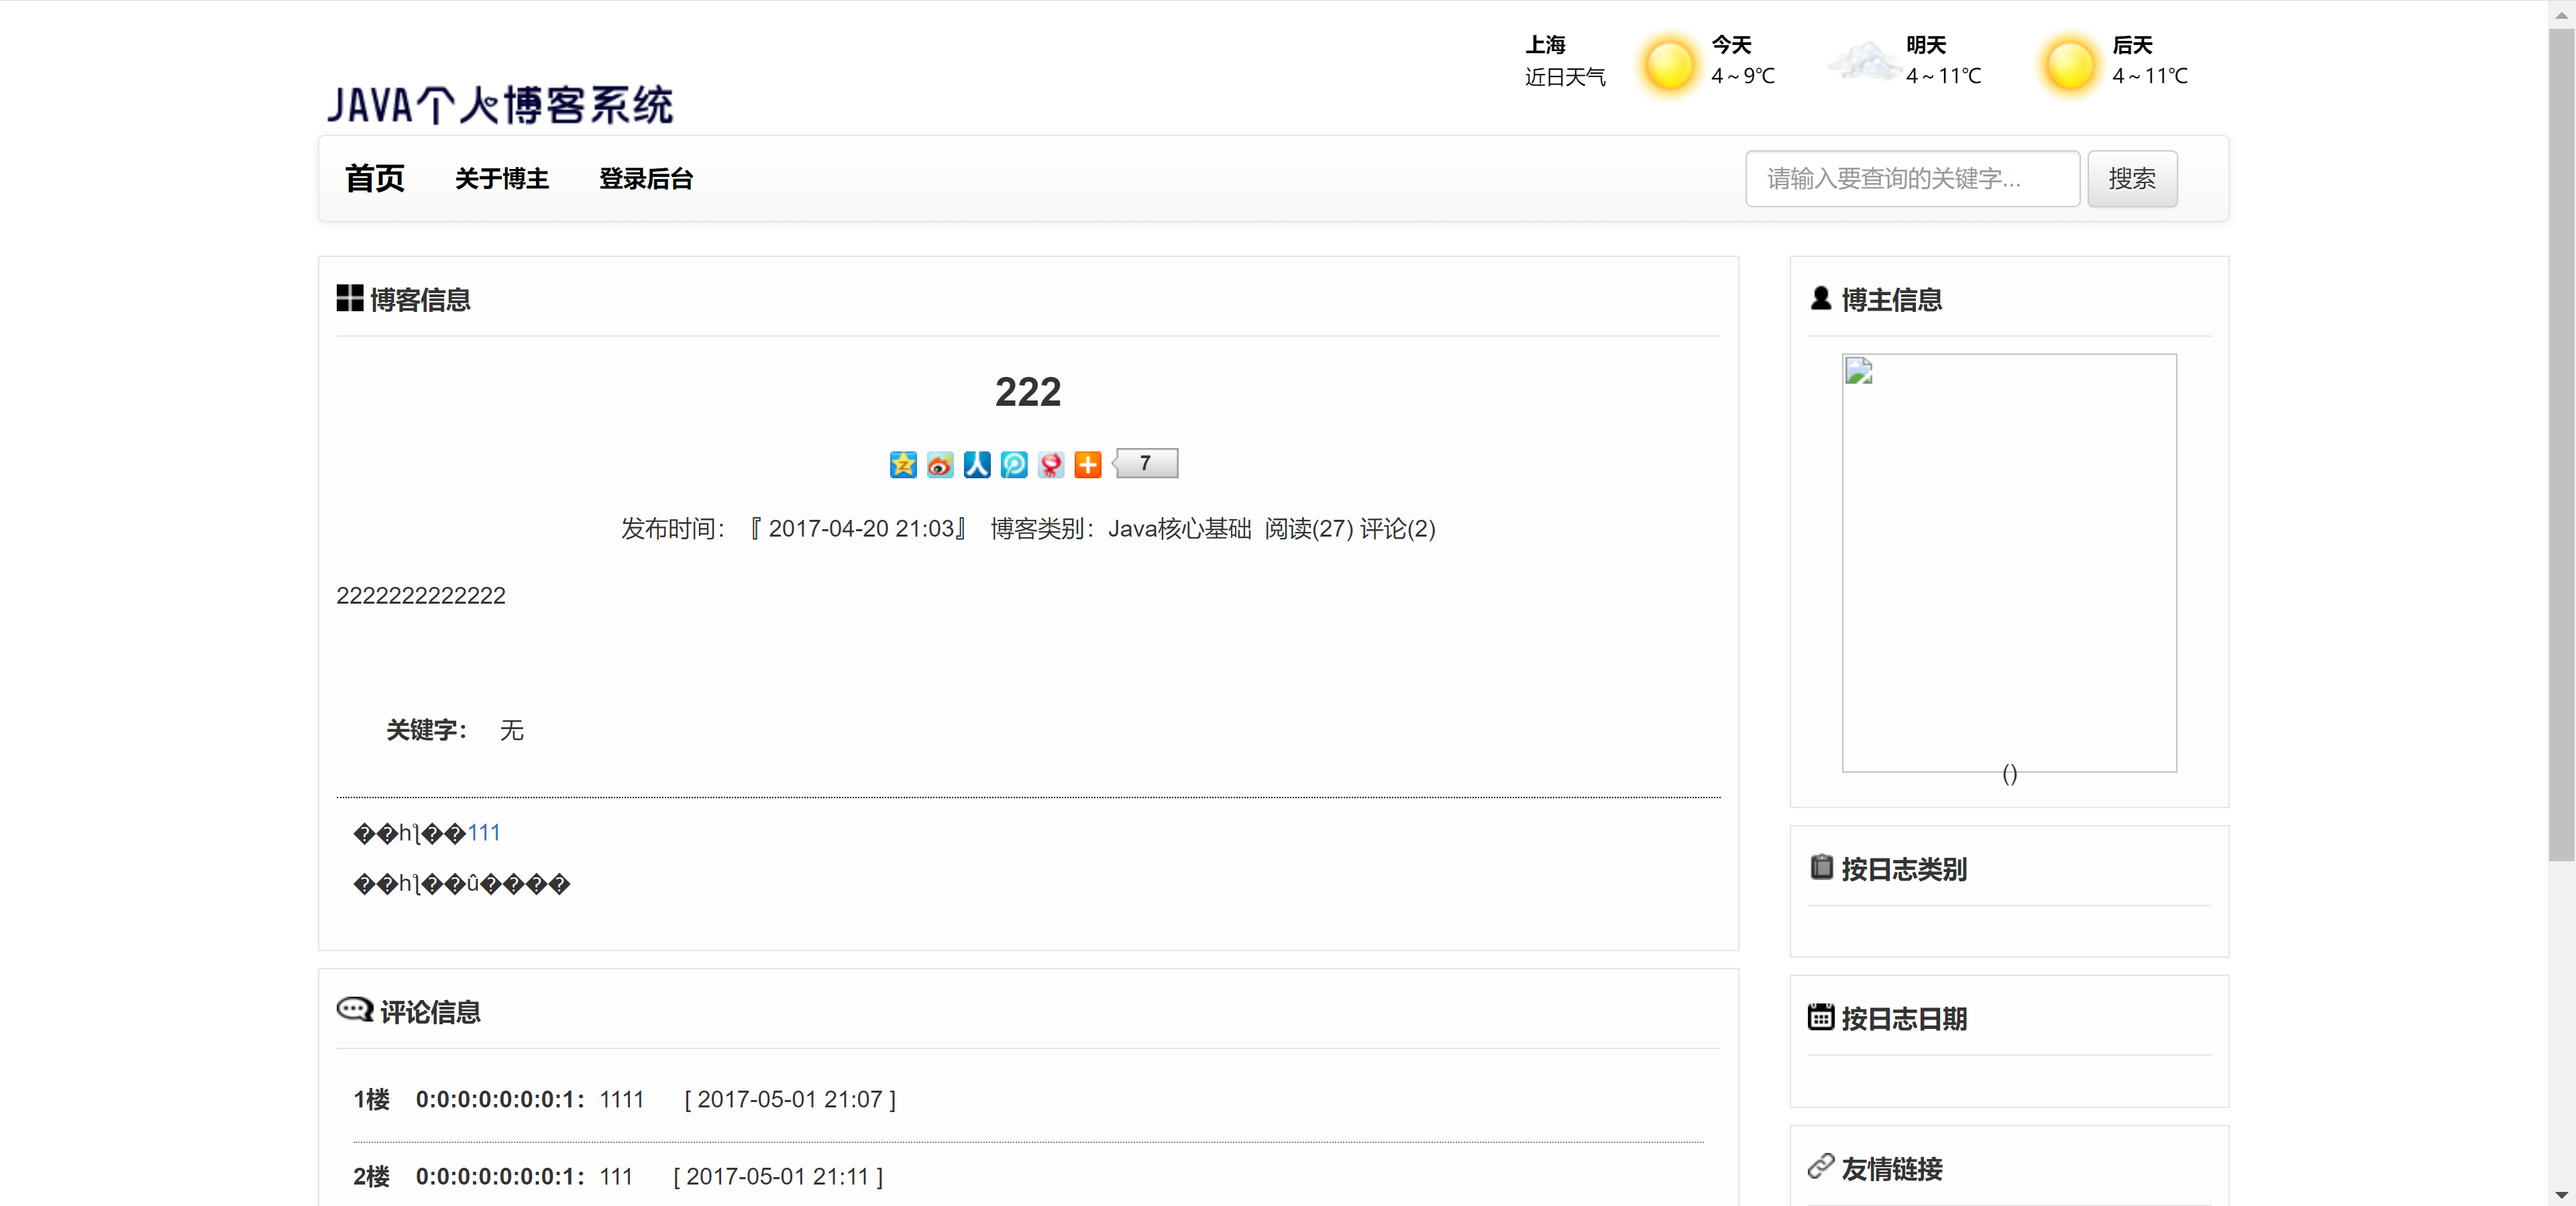 上海
近日天气
今天
4～9℃
明天
4～11℃
后天
4～11℃
JAVA个人博客系统
首页 关于博主 登录后台
请输入要查询的关键字... 搜索
博客信息
222
7
发布时间：『 2017-04-20 21:03』 博客类别：Java核心基础 阅读(27) 评论(2)
2222222222222
关键字： 无
��һƪ��111
��һƪ��û����
评论信息
1楼 0:0:0:0:0:0:0:1：1111 [ 2017-05-01 21:07 ]
2楼 0:0:0:0:0:0:0:1：111 [ 2017-05-01 21:11 ]
博主信息
()
按日志类别
按日志日期
友情链接